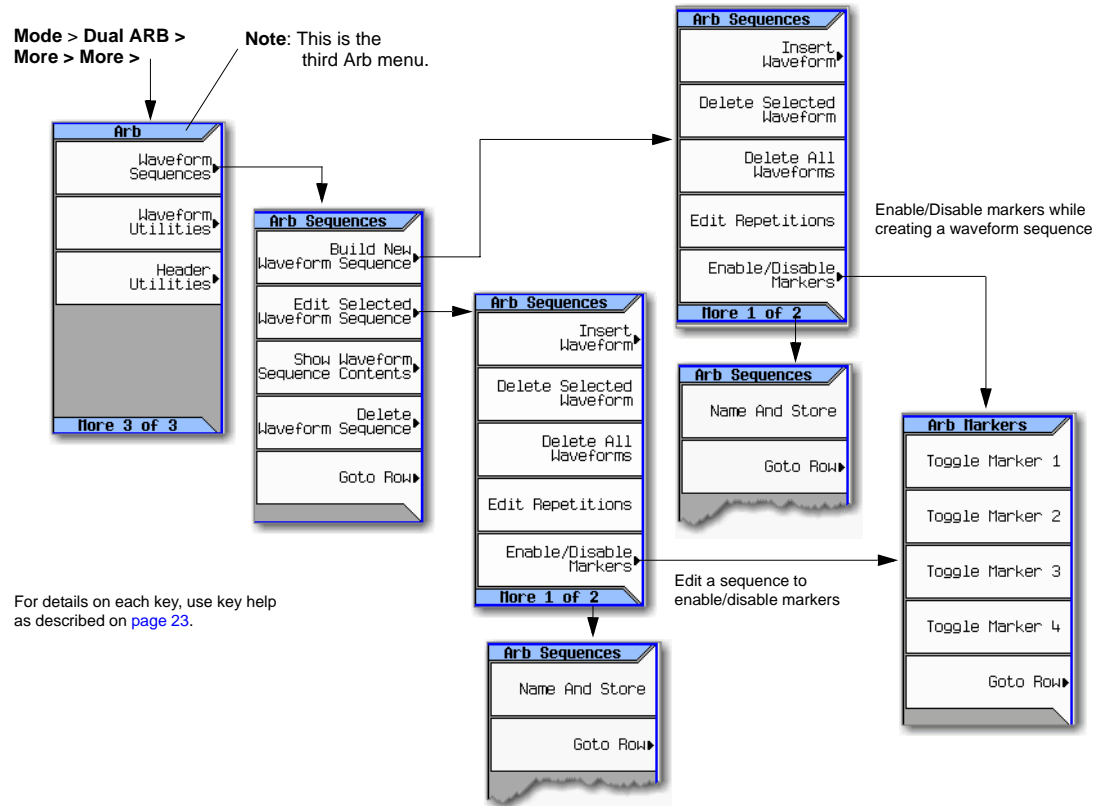 Mode > Dual ARB >
More > More >
Note: This is the
third Arb menu.
Arb
Waveform
Sequences
Waveform
Utilities
Header
Utilities
More 3 of 3
Arb Sequences
Build New
Waveform Sequence
Edit Selected
Waveform Sequence
Show Waveform
Sequence Contents
Delete
Waveform Sequence
Goto Row
Arb Sequences
Insert
Waveform
Delete Selected
Waveform
Delete All
Waveforms
Edit Repetitions
Enable/Disable
Markers
More 1 of 2
Arb Sequences
Name And Store
Goto Row
Arb Sequences
Insert
Waveform
Delete Selected
Waveform
Delete All
Waveforms
Edit Repetitions
Enable/Disable
Markers
More 1 of 2
Arb Sequences
Name And Store
Goto Row
Enable/Disable markers while
creating a waveform sequence
Edit a sequence to
enable/disable markers
Arb Markers
Toggle Marker 1
Toggle Marker 2
Toggle Marker 3
Toggle Marker 4
Goto Row
For details on each key, use key help
as described on page 23.